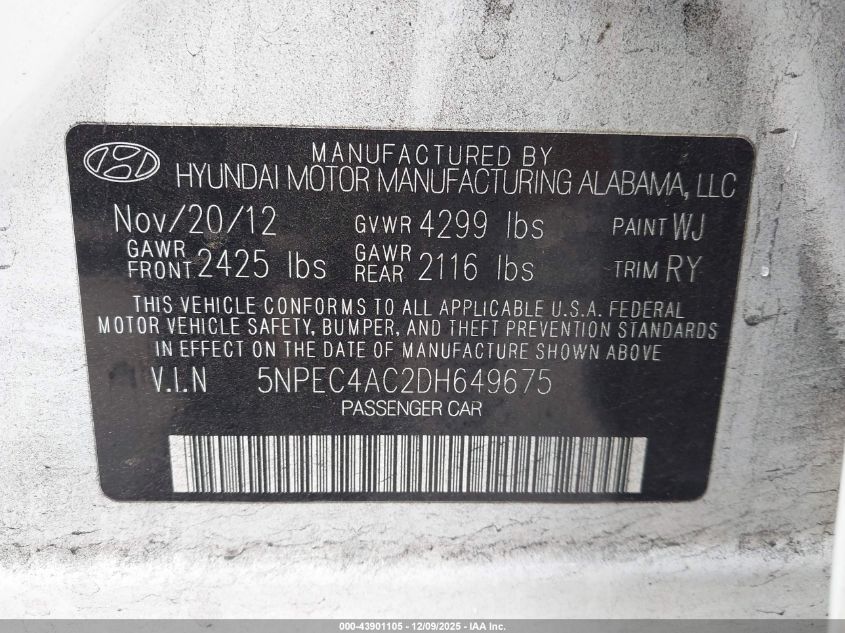 MANUFACTURED BY
HYUNDAI MOTOR MANUFACTURING ALABAMA, LLC
Nov/20/12 GVWR 4299 lbs PAINT WJ
GAWR FRONT 2425 lbs GAWR REAR 2116 lbs TRIM RY
THIS VEHICLE CONFORMS TO ALL APPLICABLE U.S.A. FEDERAL
MOTOR VEHICLE SAFETY, BUMPER, AND THEFT PREVENTION STANDARDS
IN EFFECT ON THE DATE OF MANUFACTURE SHOWN ABOVE
V.I.N 5NPEC4AC2DH649675
PASSENGER CAR
000-43901105 - 12/09/2025 - IAA Inc.